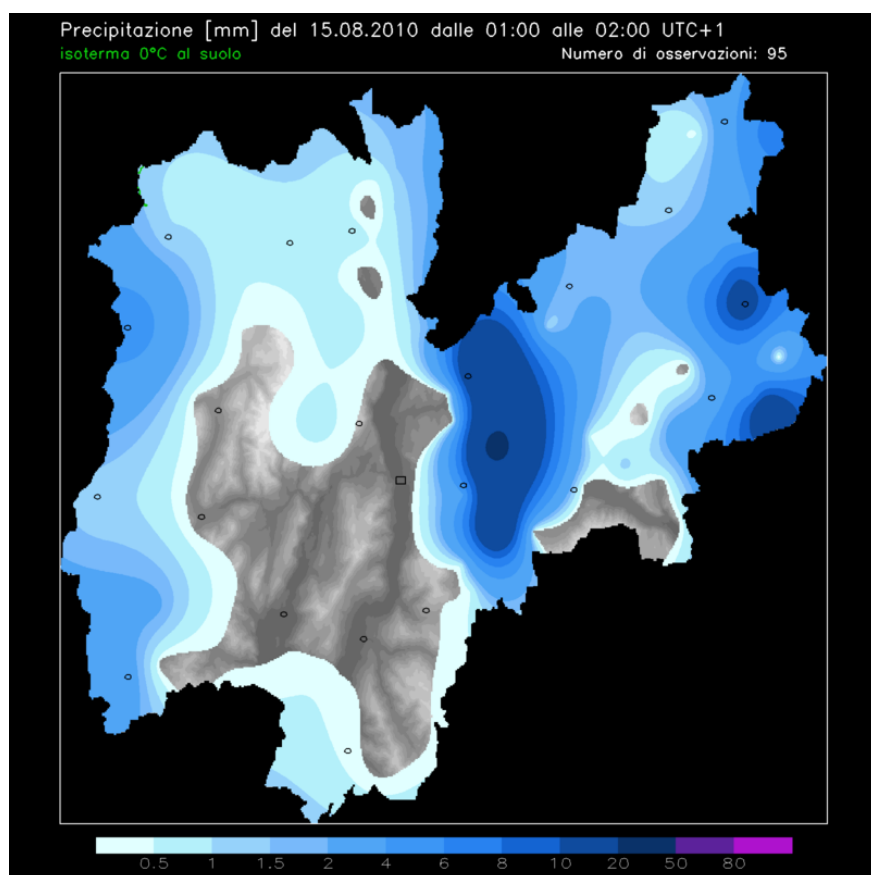 Precipitazione [mm] del 15.08.2010 dalle 01:00 alle 02:00 UTC+1
isoterma 0°C al suolo
Numero di osservazioni: 95
0.5 1 1.5 2 4 6 8 10 20 50 80